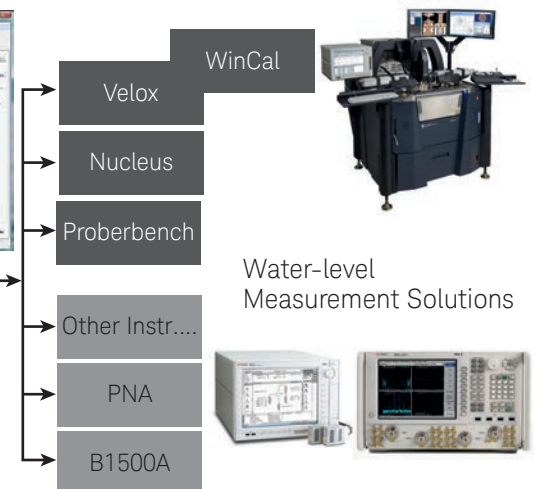 WinCal
Velox
Nucleus
Proberbench
Water-level
Measurement Solutions
Other Instr....
PNA
B1500A